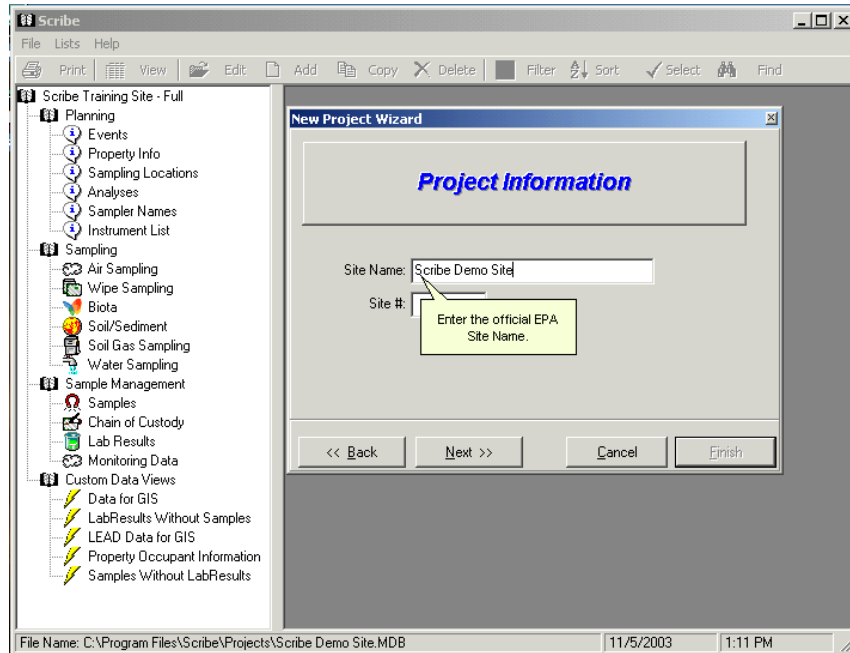 Scribe
File Lists Help
Print View Edit Add Copy Delete Filter Sort Select Find
Scribe Training Site - Full
Planning
Events
Property Info
Sampling Locations
Analyses
Sampler Names
Instrument List
Sampling
Air Sampling
Wipe Sampling
Biota
Soil/Sediment
Soil Gas Sampling
Water Sampling
Sample Management
Samples
Chain of Custody
Lab Results
Monitoring Data
Custom Data Views
Data for GIS
LabResults Without Samples
LEAD Data for GIS
Property Occupant Information
Samples Without LabResults
New Project Wizard
Project Information
Site Name: Scribe Demo Site
Site #:
Enter the official EPA
Site Name.
<< Back Next >> Cancel Finish
File Name: C:\Program Files\Scribe\Projects\Scribe Demo Site.MDB 11/5/2003 1:11 PM